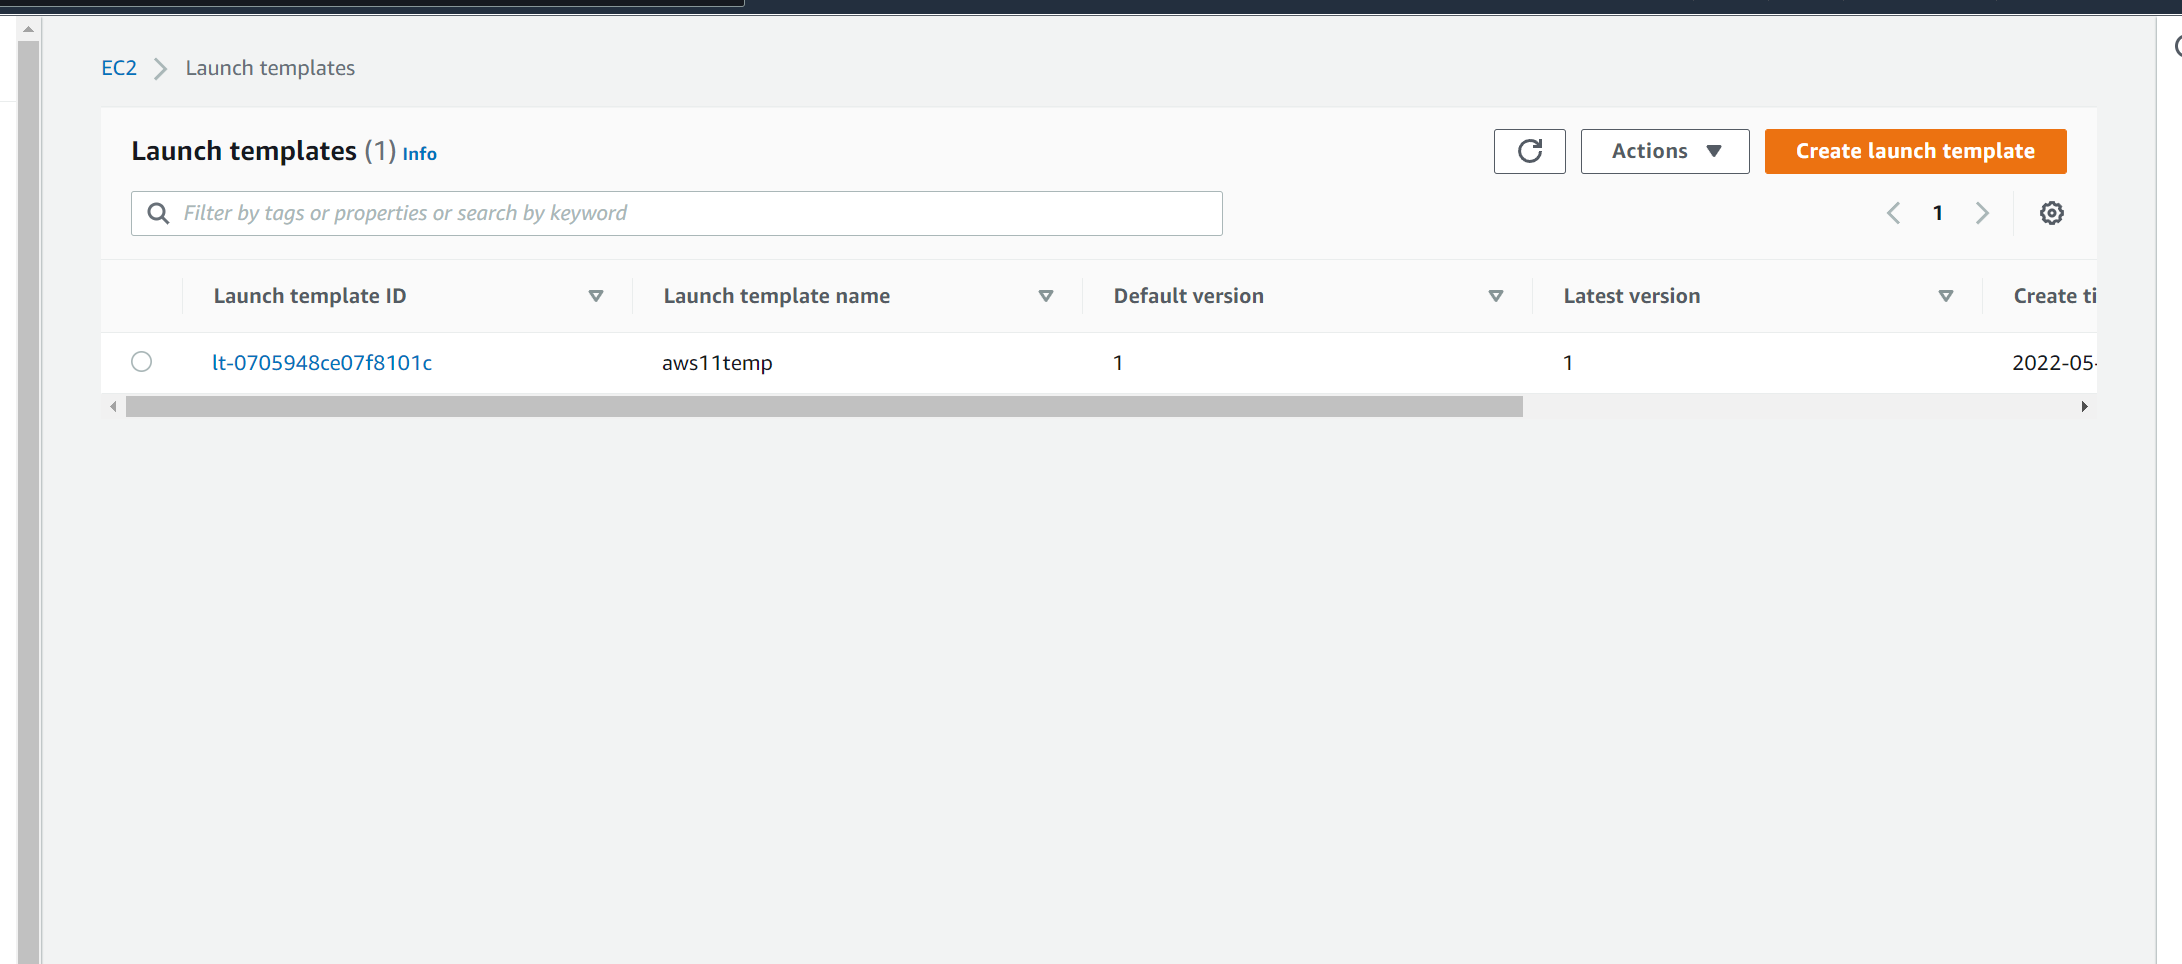 EC2 Launch templates
Launch templates (1) Info
Actions
Create launch template
Filter by tags or properties or search by keyword
1
Launch template ID Launch template name Default version Latest version Create ti
lt-0705948ce07f8101c aws11temp 1 1 2022-05-